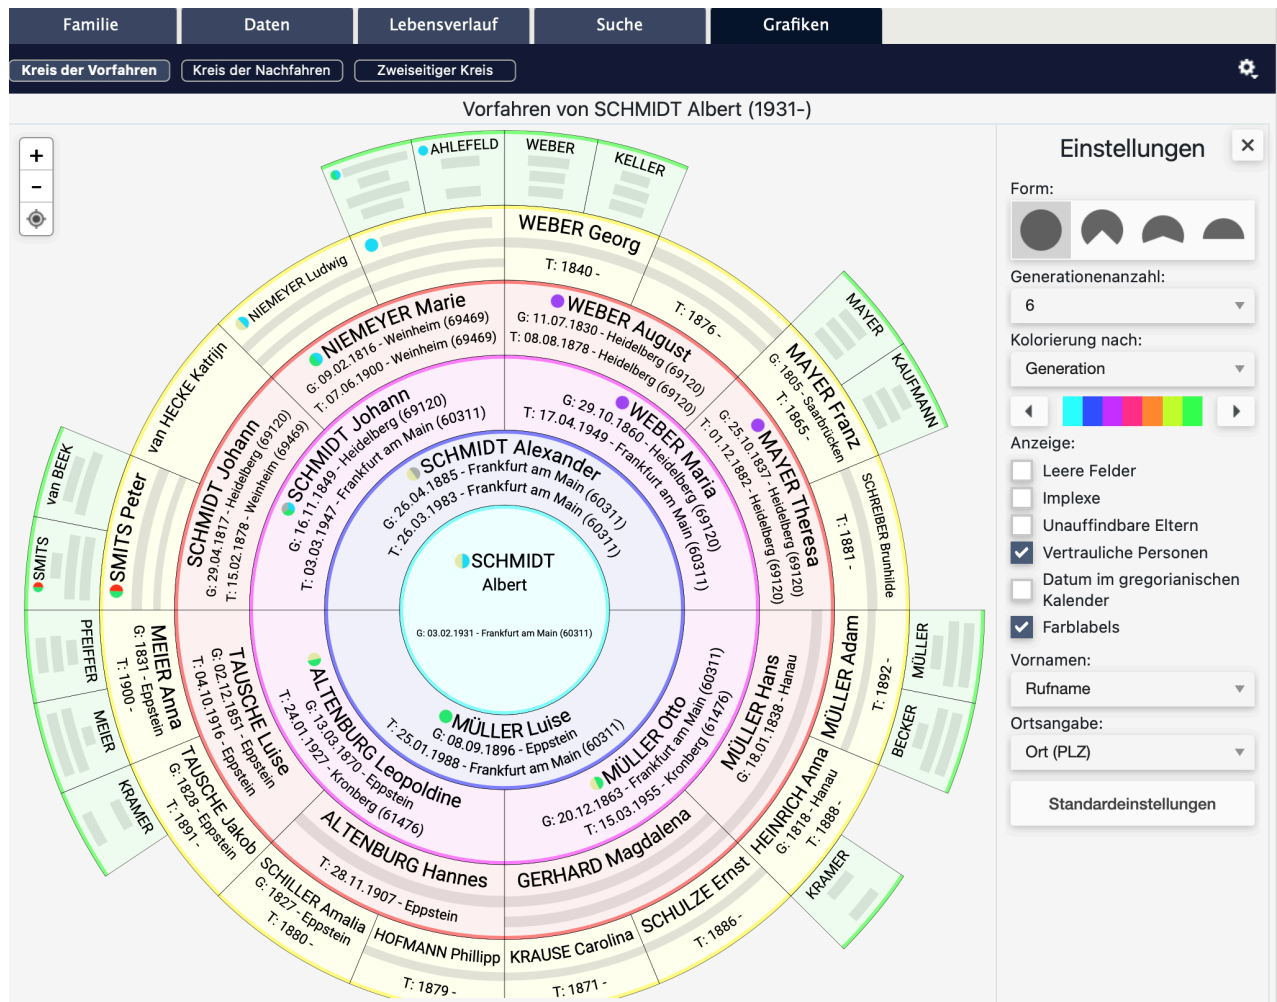 Familie
Daten
Lebensverlauf
Suche
Grafiken
Kreis der Vorfahren
Kreis der Nachfahren
Zweiseitiger Kreis
Vorfahren von SCHMIDT Albert (1931-)
+
−
AHLEFELD
WEBER
KELLER
MAYER
KAUFMANN
MÜLLER
BECKER
KRAMER
van BEEK
SMITS
PFEIFFER
MEIER
KRAMER
SMITS Peter
van HECKE Katrijn
NIEMEYER Ludwig
WEBER Georg
T: 1840 -
T: 1876 -
MAYER Franz
G: 1805 - Saarbrücken
T: 1865 -
SCHREIBER Brunhilde
T: 1881 -
MÜLLER Adam
T: 1892 -
HEINRICH Anna
G: 1818 - Hanau
T: 1888 -
SCHULZE Ernst
T: 1886 -
KRAUSE Carolina
T: 1871 -
HOFMANN Phillipp
T: 1879 -
SCHILLER Amalia
G: 1827 - Eppstein
T: 1880 -
TAUSCHE Jakob
G: 1828 - Eppstein
T: 1891 -
MEIER Anna
G: 1831 - Eppstein
T: 1900 -
SCHMIDT Johann
G: 29.04.1817 - Heidelberg (69120)
T: 15.02.1878 - Weinheim (69469)
NIEMEYER Marie
G: 09.02.1816 - Weinheim (69469)
T: 07.06.1900 - Weinheim (69469)
WEBER August
G: 11.07.1830 - Heidelberg (69120)
T: 08.08.1878 - Heidelberg (69120)
MAYER Theresa
G: 25.10.1837 - Heidelberg (69120)
T: 01.12.1882 - Heidelberg (69120)
MÜLLER Hans
G: 18.01.1838 - Hanau
GERHARD Magdalena
ALTENBURG Hannes
T: 28.11.1907 - Eppstein
TAUSCHE Luise
G: 02.12.1851 - Eppstein
T: 04.10.1916 - Eppstein
SCHMIDT Johann
G: 16.11.1849 - Heidelberg (69120)
T: 03.03.1947 - Frankfurt am Main (60311)
WEBER Maria
G: 29.10.1860 - Heidelberg (69120)
T: 17.04.1949 - Frankfurt am Main (60311)
MÜLLER Otto
G: 20.12.1863 - Frankfurt am Main (60311)
T: 15.03.1955 - Kronberg (61476)
ALTENBURG Leopoldine
G: 13.03.1870 - Eppstein
T: 24.01.1927 - Kronberg (61476)
SCHMIDT Alexander
G: 26.04.1885 - Frankfurt am Main (60311)
T: 26.03.1983 - Frankfurt am Main (60311)
MÜLLER Luise
G: 08.09.1896 - Eppstein
T: 25.01.1988 - Frankfurt am Main (60311)
SCHMIDT
Albert
G: 03.02.1931 - Frankfurt am Main (60311)
Einstellungen
Form:
Generationenanzahl:
6
Kolorierung nach:
Generation
Anzeige:
Leere Felder
Implexe
Unauffindbare Eltern
Vertrauliche Personen
Datum im gregorianischen
Kalender
Farblabels
Vornamen:
Rufname
Ortsangabe:
Ort (PLZ)
Standardeinstellungen